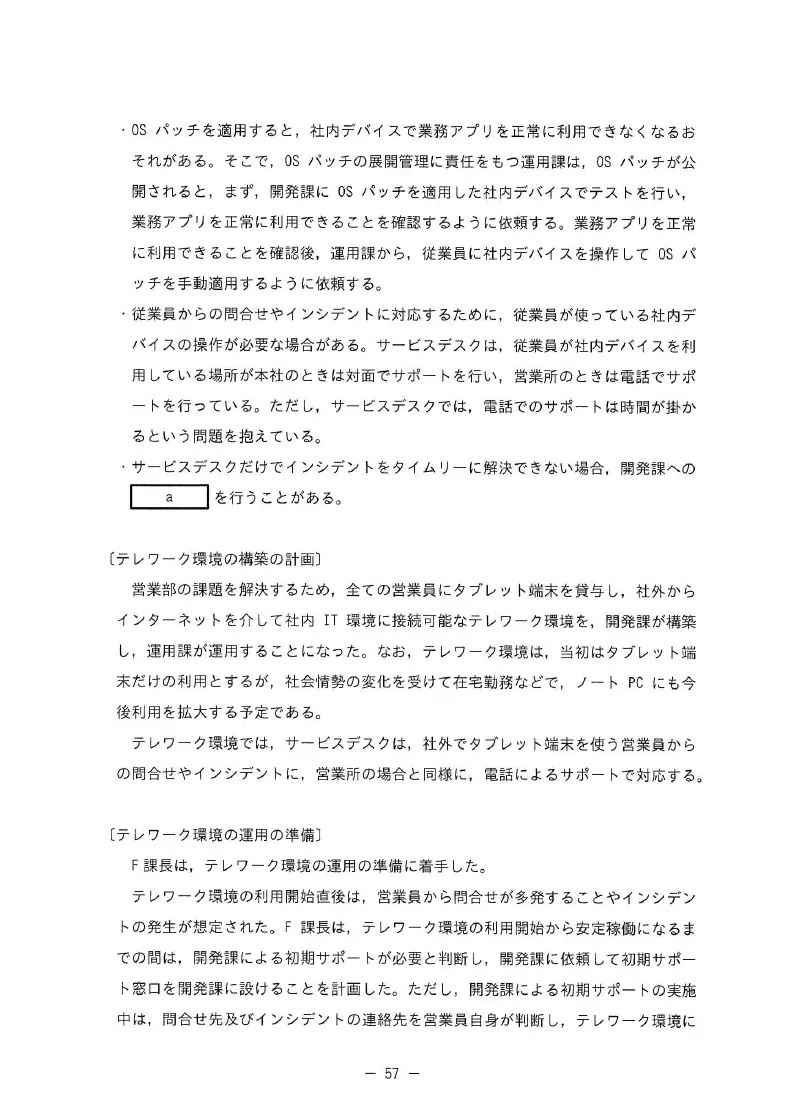 ・OS パッチを適用すると，社内デバイスで業務アプリを正常に利用できなくなるお
それがある。そこで，OS パッチの展開管理に責任をもつ運用課は，OS パッチが公
開されると，まず，開発課に OS パッチを適用した社内デバイスでテストを行い，
業務アプリを正常に利用できることを確認するように依頼する。業務アプリを正常
に利用できることを確認後，運用課から，従業員に社内デバイスを操作して OS パ
ッチを手動適用するように依頼する。
・従業員からの問合せやインシデントに対応するために，従業員が使っている社内デ
バイスの操作が必要な場合がある。サービスデスクは，従業員が社内デバイスを利
用している場所が本社のときは対面でサポートを行い，営業所のときは電話でサポ
ートを行っている。ただし，サービスデスクでは，電話でのサポートは時間が掛か
るという問題を抱えている。
・サービスデスクだけでインシデントをタイムリーに解決できない場合，開発課への
a を行うことがある。
〔テレワーク環境の構築の計画〕
営業部の課題を解決するため，全ての営業員にタブレット端末を貸与し，社外から
インターネットを介して社内 IT 環境に接続可能なテレワーク環境を，開発課が構築
し，運用課が運用することになった。なお，テレワーク環境は，当初はタブレット端
末だけの利用とするが，社会情勢の変化を受けて在宅勤務などで，ノート PC にも今
後利用を拡大する予定である。
テレワーク環境では，サービスデスクは，社外でタブレット端末を使う営業員から
の問合せやインシデントに，営業所の場合と同様に，電話によるサポートで対応する。
〔テレワーク環境の運用の準備〕
F 課長は，テレワーク環境の運用の準備に着手した。
テレワーク環境の利用開始直後は，営業員から問合せが多発することやインシデン
トの発生が想定された。F 課長は，テレワーク環境の利用開始から安定稼働になるま
での間は，開発課による初期サポートが必要と判断し，開発課に依頼して初期サポー
ト窓口を開発課に設けることを計画した。ただし，開発課による初期サポートの実施
中は，問合せ先及びインシデントの連絡先を営業員自身が判断し，テレワーク環境に
－ 57 －